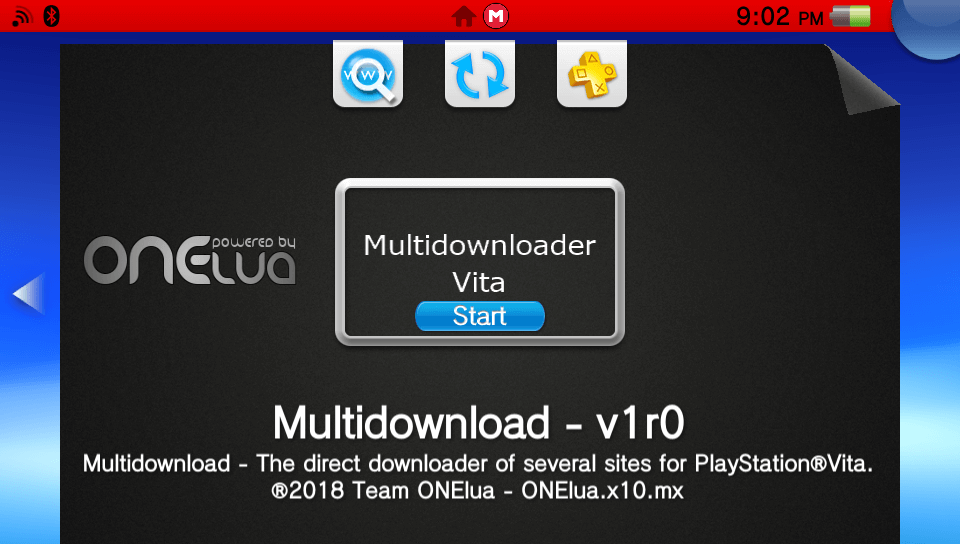 M
9:02 PM
www
powered by
ONElua
Multidownloader
Vita
Start
Multidownload - v1r0
Multidownload - The direct downloader of several sites for PlayStation®Vita.
®2018 Team ONElua - ONElua.x10.mx